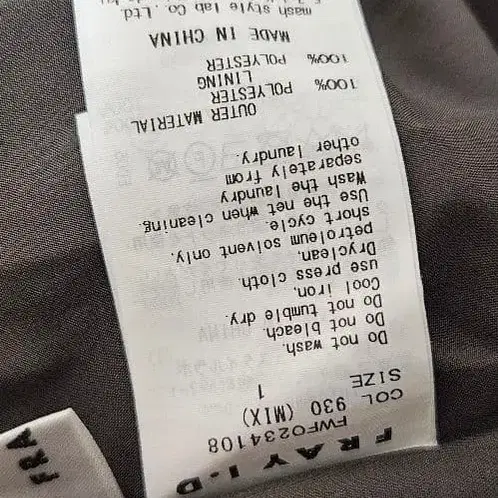 FRAY I.D
FWFO234108
COL 930 (MIX)
SIZE 1
Do not wash.
Do not bleach.
Do not tumble dry.
Cool iron,
use press cloth.
Dryclean,
petroleum solvent only.
short cycle.
Use the net when cleaning.
Wash the laundry
separately from
other laundry.
OUTER MATERIAL
POLYESTER 100%
LINING
POLYESTER 100%
MADE IN CHINA
mash style lab Co.,Ltd.
FRA